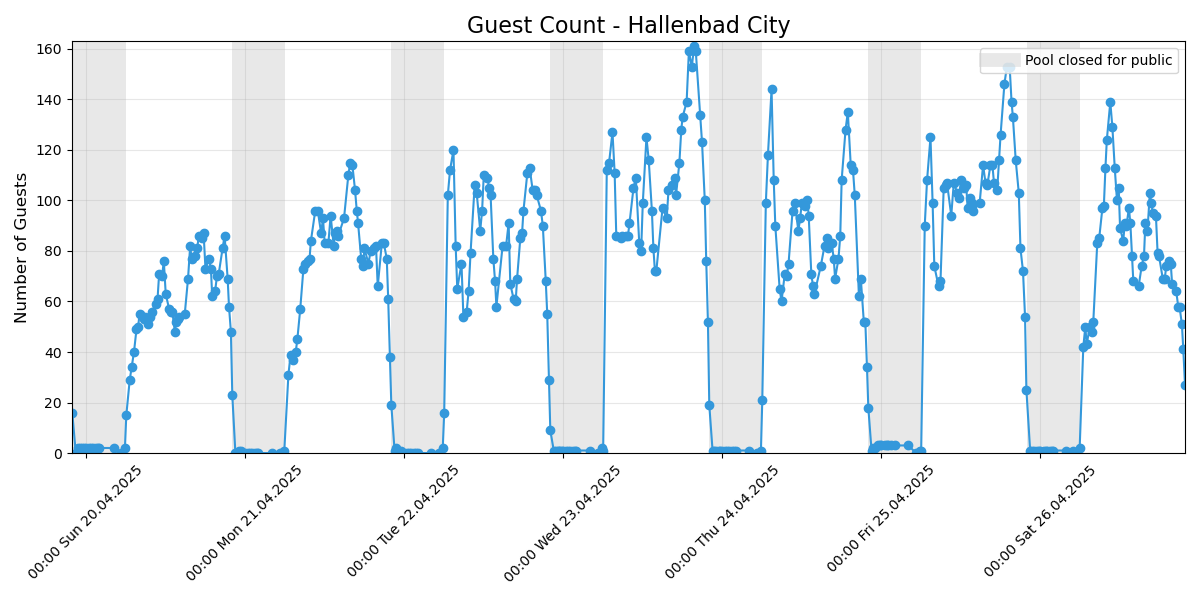 Guest Count - Hallenbad City
Pool closed for public
Number of Guests
160
140
120
100
80
60
40
20
0
00:00 Sun 20.04.2025
00:00 Mon 21.04.2025
00:00 Tue 22.04.2025
00:00 Wed 23.04.2025
00:00 Thu 24.04.2025
00:00 Fri 25.04.2025
00:00 Sat 26.04.2025